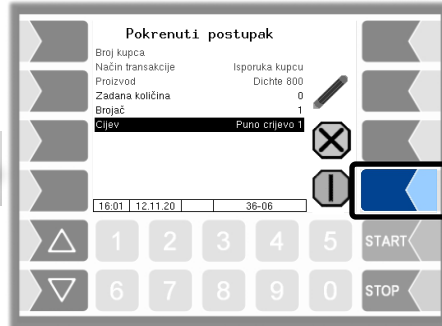 Pokrenuti postupak
Broj kupca
Način transakcije Isporuka kupcu
Proizvod Dichte 800
Zadana količina 0
Brojač 1
Cijev Puno crijevo 1
16:01 12.11.20 36-06
1 2 3 4 5 START
6 7 8 9 0 STOP